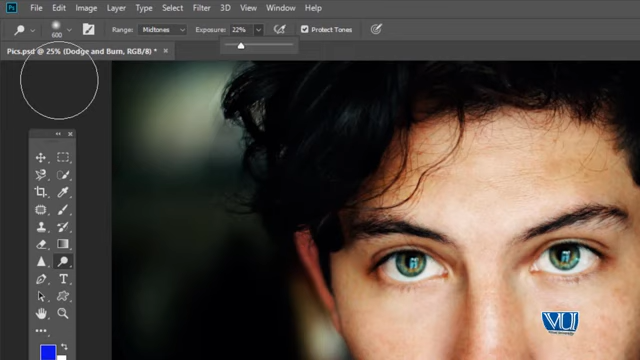 Ps File Edit Image Layer Type Select Filter 3D View Window Help
600 Range: Midtones Exposure: 22% Protect Tones
Pics.psd @ 25% (Dodge and Burn, RGB/8) * ×
T
VU